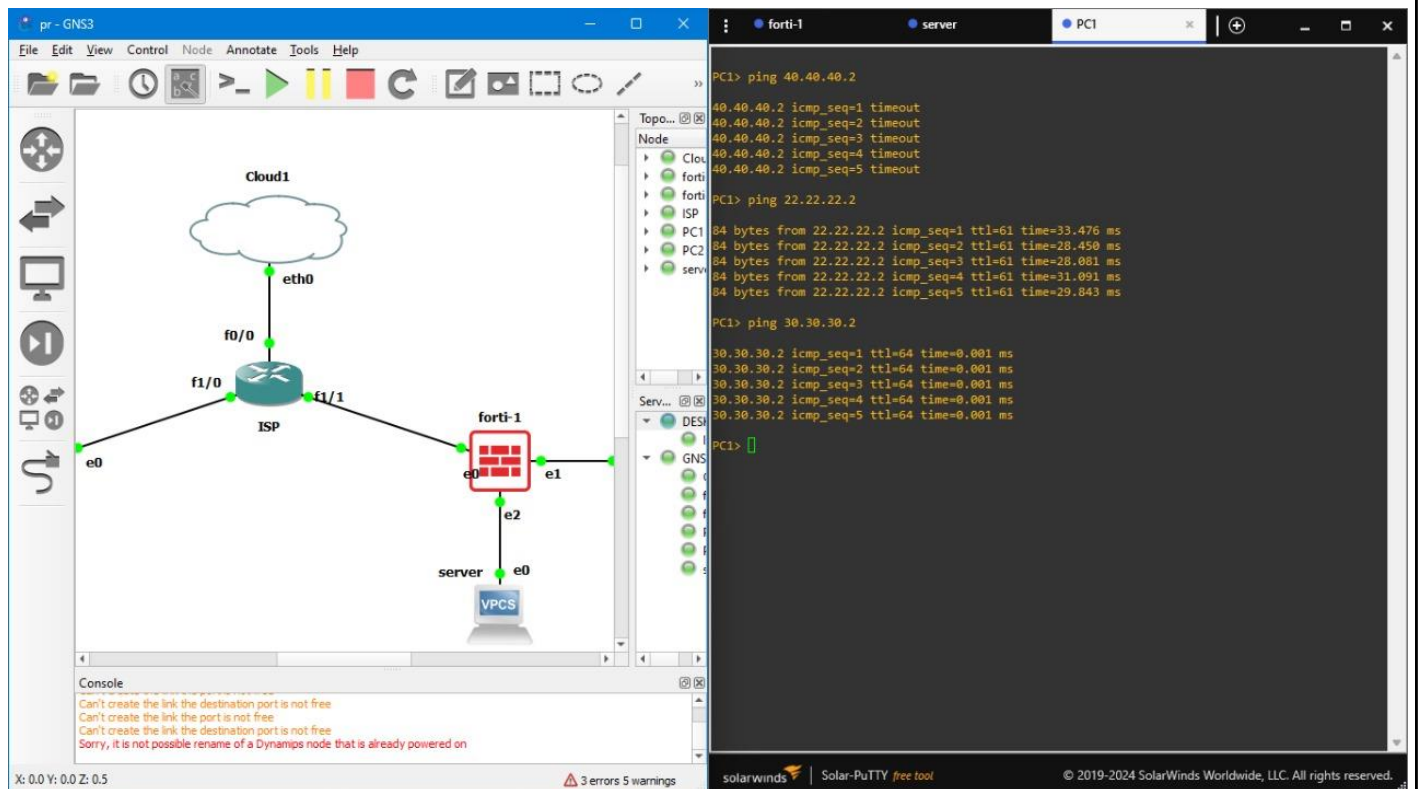 pr - GNS3
File Edit View Control Node Annotate Tools Help
Cloud1
eth0
f0/0
f1/0
f1/1
ISP
forti-1
e0
e0
e1
e2
server
e0
VPCS
Topo...
Node
Clou
forti
forti
ISP
PC1
PC2
serve
Serv...
DESK
GNS
Console
Can't create the link the destination port is not free
Can't create the link the port is not free
Can't create the link the destination port is not free
Sorry, it is not possible rename of a Dynamips node that is already powered on
X: 0.0 Y: 0.0 Z: 0.5
3 errors 5 warnings
forti-1
server
PC1
PC1> ping 40.40.40.2
40.40.40.2 icmp_seq=1 timeout
40.40.40.2 icmp_seq=2 timeout
40.40.40.2 icmp_seq=3 timeout
40.40.40.2 icmp_seq=4 timeout
40.40.40.2 icmp_seq=5 timeout
PC1> ping 22.22.22.2
84 bytes from 22.22.22.2 icmp_seq=1 ttl=61 time=33.476 ms
84 bytes from 22.22.22.2 icmp_seq=2 ttl=61 time=28.450 ms
84 bytes from 22.22.22.2 icmp_seq=3 ttl=61 time=28.081 ms
84 bytes from 22.22.22.2 icmp_seq=4 ttl=61 time=31.091 ms
84 bytes from 22.22.22.2 icmp_seq=5 ttl=61 time=29.843 ms
PC1> ping 30.30.30.2
30.30.30.2 icmp_seq=1 ttl=64 time=0.001 ms
30.30.30.2 icmp_seq=2 ttl=64 time=0.001 ms
30.30.30.2 icmp_seq=3 ttl=64 time=0.001 ms
30.30.30.2 icmp_seq=4 ttl=64 time=0.001 ms
30.30.30.2 icmp_seq=5 ttl=64 time=0.001 ms
PC1>
solarwinds Solar-PuTTY free tool © 2019-2024 SolarWinds Worldwide, LLC. All rights reserved.